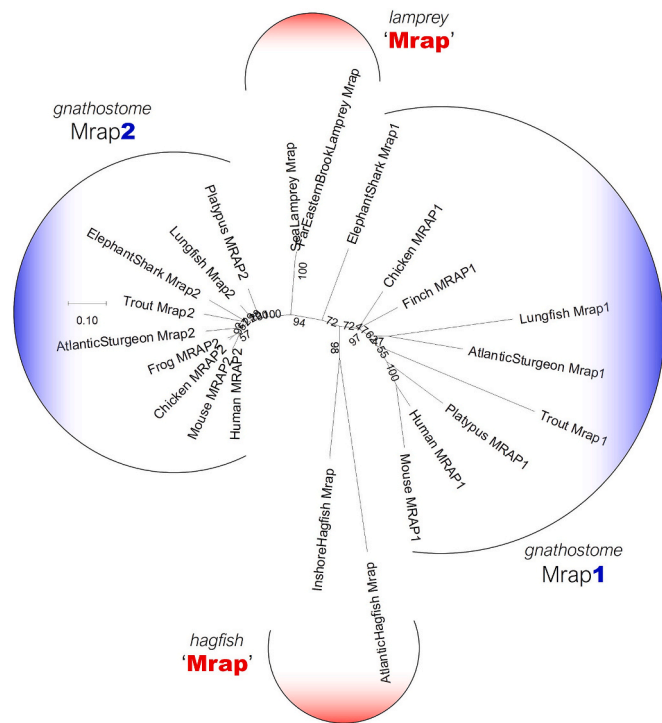 lamprey
'Mrap'
gnathostome
Mrap2
SeaLamprey Mrap
FarEasternBrookLamprey Mrap
ElephantShark Mrap1
Platypus MRAP2
Lungfish Mrap2
ElephantShark Mrap2
Trout Mrap2
AtlanticSturgeon Mrap2
Frog MRAP2
Chicken MRAP2
Mouse MRAP2
Human MRAP2
0.10
57
100
100
94
72
72
47
97
55
100
98
Chicken MRAP1
Finch MRAP1
Lungfish Mrap1
AtlanticSturgeon Mrap1
Trout Mrap1
Platypus MRAP1
Human MRAP1
Mouse MRAP1
InshoreHagfish Mrap
AtlanticHagfish Mrap
gnathostome
Mrap1
hagfish
'Mrap'